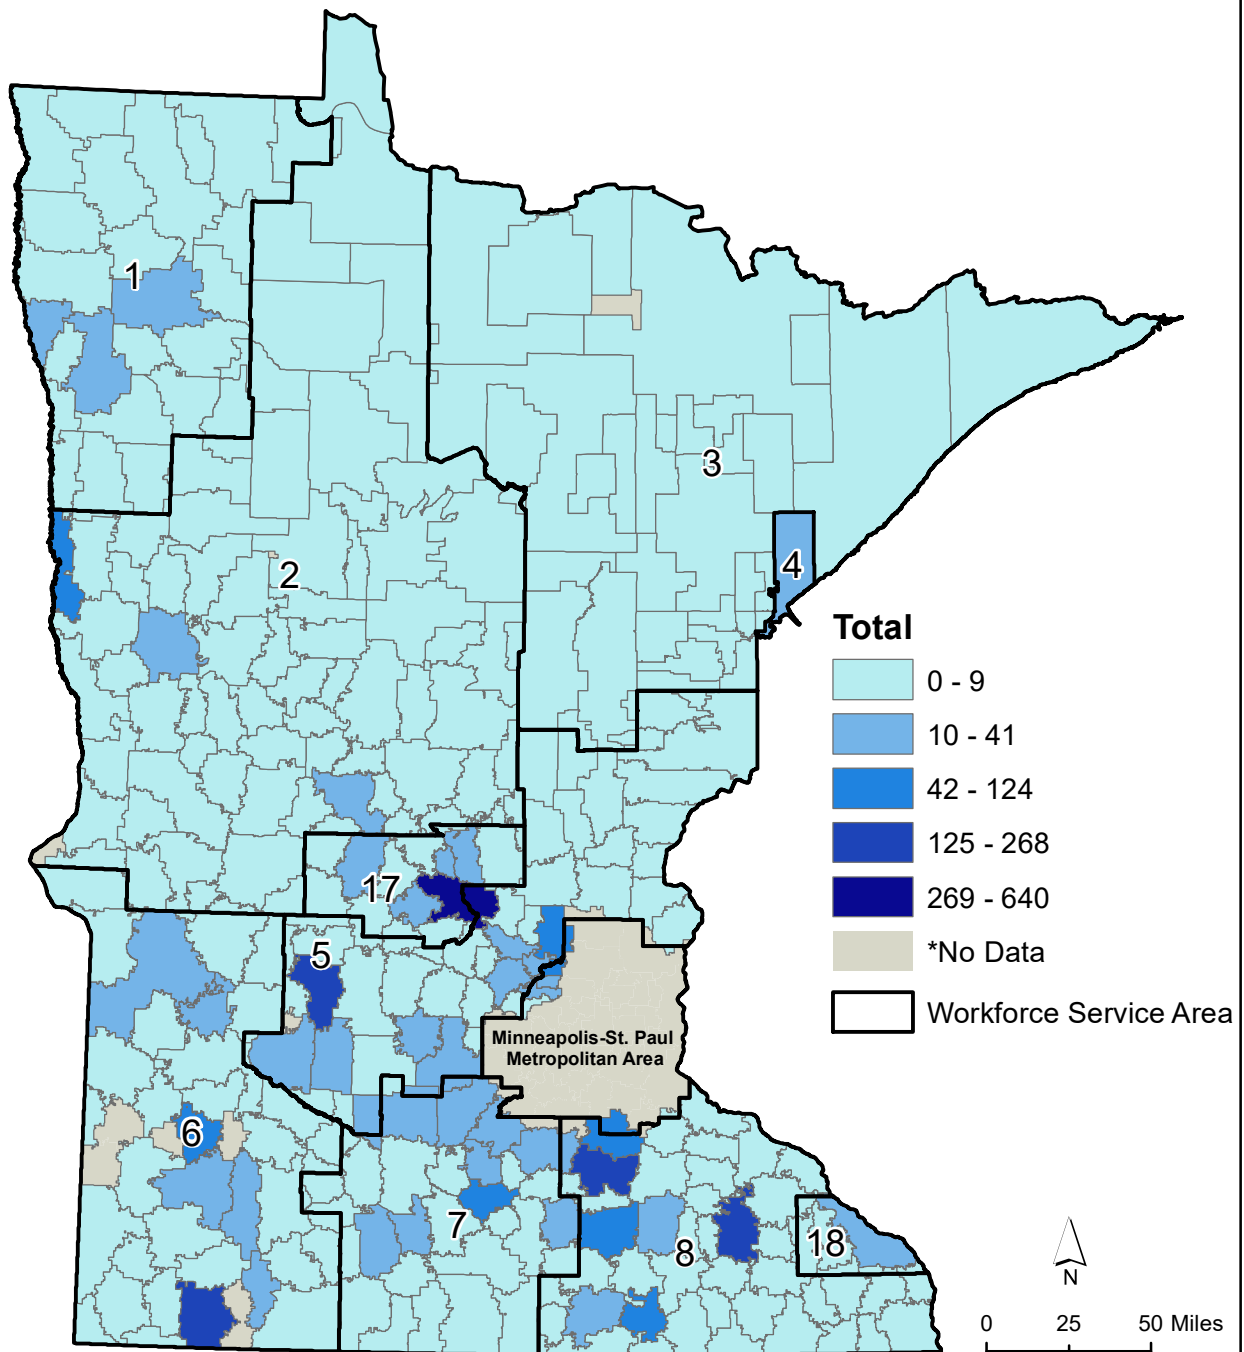 1
3
4
2
Total
0 - 9
10 - 41
42 - 124
125 - 268
269 - 640
*No Data
Workforce Service Area
17
5
Minneapolis-St. Paul
Metropolitan Area
6
7
8
18
N
0 25 50 Miles